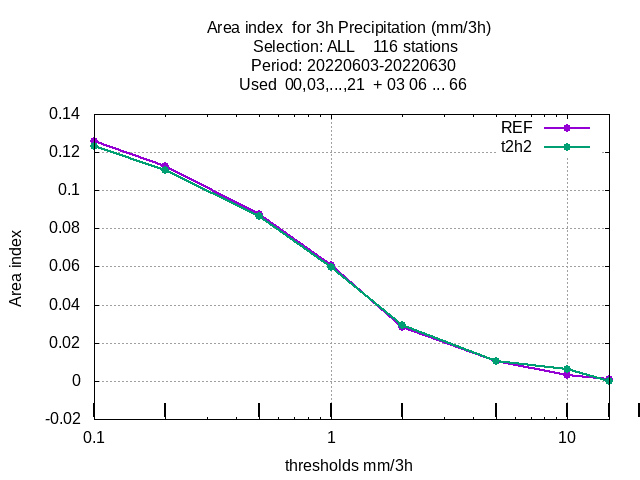 Area index  for 3h Precipitation (mm/3h)
Selection: ALL    116 stations
Period: 20220603-20220630
Used  00,03,...,21  + 03 06 ... 66
REF
t2h2
0.14
0.12
0.1
0.08
0.06
0.04
0.02
0
-0.02
Area index
0.1 1 10
thresholds mm/3h